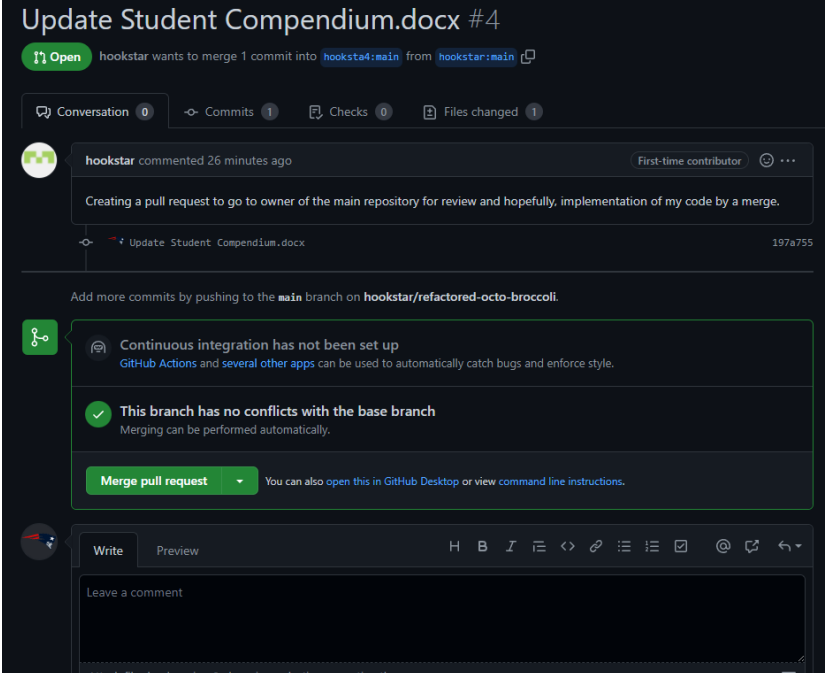 Update Student Compendium.docx #4
Open hookstar wants to merge 1 commit into hooksta4:main from hookstar:main
Conversation 0 Commits 1 Checks 0 Files changed 1
hookstar commented 26 minutes ago First-time contributor
Creating a pull request to go to owner of the main repository for review and hopefully, implementation of my code by a merge.
Update Student Compendium.docx 197a755
Add more commits by pushing to the main branch on hookstar/refactored-octo-broccoli.
Continuous integration has not been set up
GitHub Actions and several other apps can be used to automatically catch bugs and enforce style.
This branch has no conflicts with the base branch
Merging can be performed automatically.
Merge pull request You can also open this in GitHub Desktop or view command line instructions.
Write Preview
Leave a comment